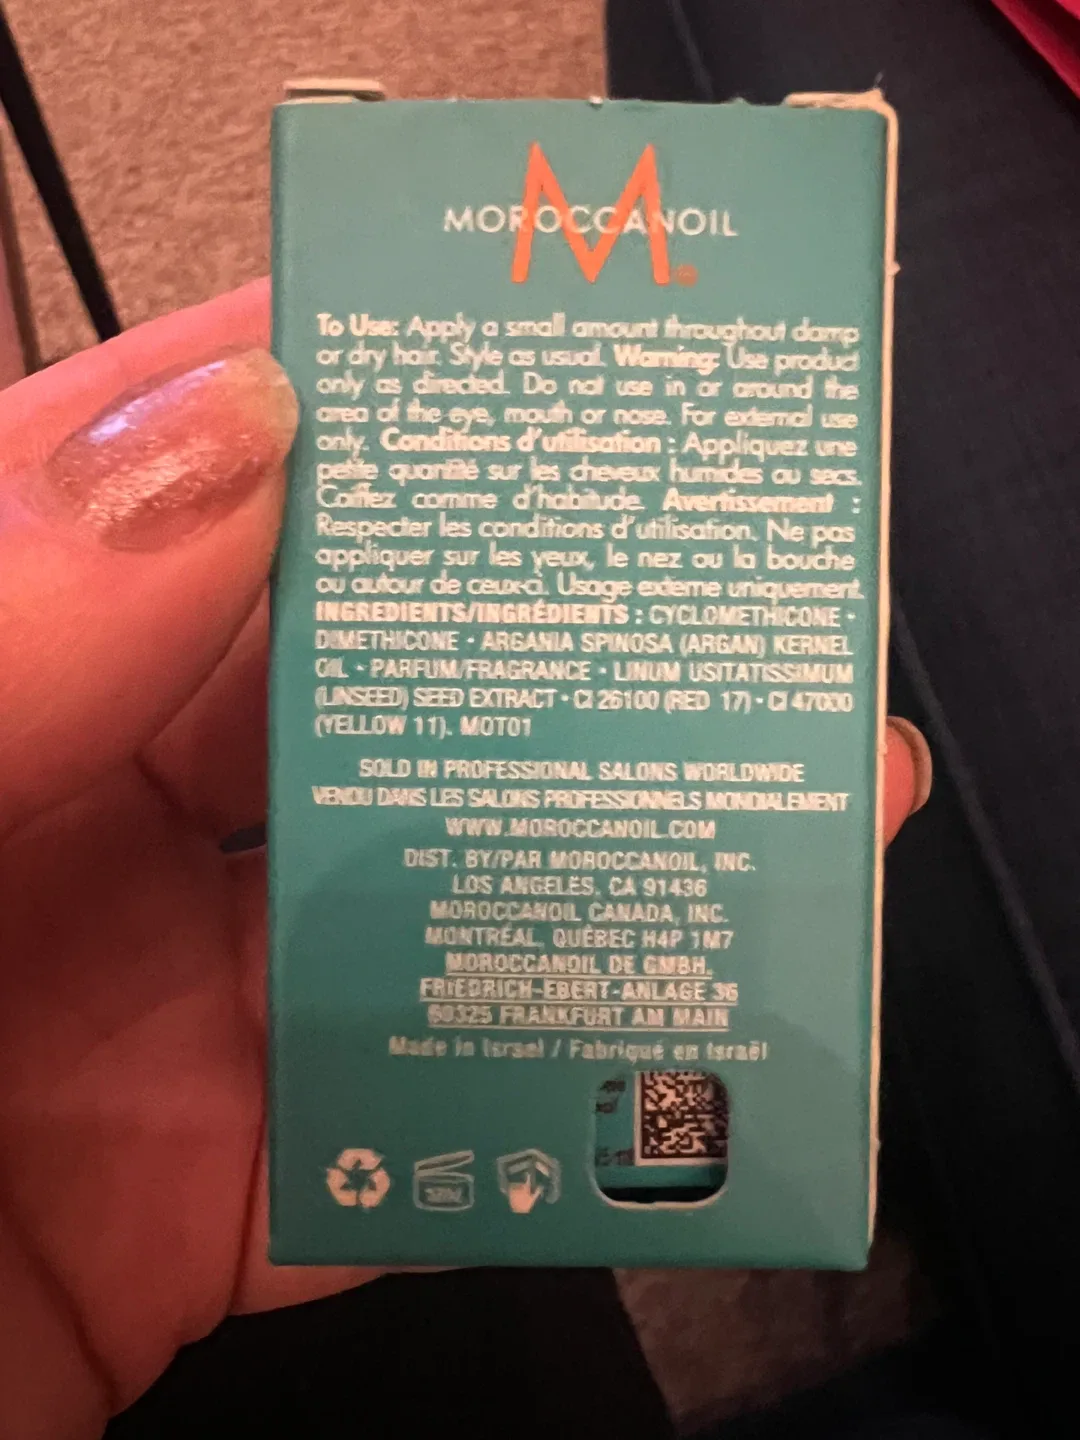 MOROCCANOIL
M®
To Use: Apply a small amount throughout damp
or dry hair. Style as usual. Warning: Use product
only as directed. Do not use in or around the
area of the eye, mouth or nose. For external use
only. Conditions d'utilisation : Appliquez une
petite quantité sur les cheveux humides ou secs.
Coiffez comme d'habitude. Avertissement :
Respecter les conditions d'utilisation. Ne pas
appliquer sur les yeux, le nez ou la bouche
ou autour de ceux-ci. Usage externe uniquement.
INGREDIENTS/INGRÉDIENTS : CYCLOMETHICONE •
DIMETHICONE • ARGANIA SPINOSA (ARGAN) KERNEL
OIL • PARFUM/FRAGRANCE • LINUM USITATISSIMUM
(LINSEED) SEED EXTRACT • CI 26100 (RED 17) • CI 47000
(YELLOW 11). MOT01
SOLD IN PROFESSIONAL SALONS WORLDWIDE
VENDU DANS LES SALONS PROFESSIONNELS MONDIALEMENT
WWW.MOROCCANOIL.COM
DIST. BY/PAR MOROCCANOIL, INC.
LOS ANGELES, CA 91436
MOROCCANOIL CANADA, INC.
MONTRÉAL, QUÉBEC H4P 1M7
MOROCCANOIL DE GMBH.
FRIEDRICH-EBERT-ANLAGE 36
60325 FRANKFURT AM MAIN
Made in Israel / Fabriqué en Israël